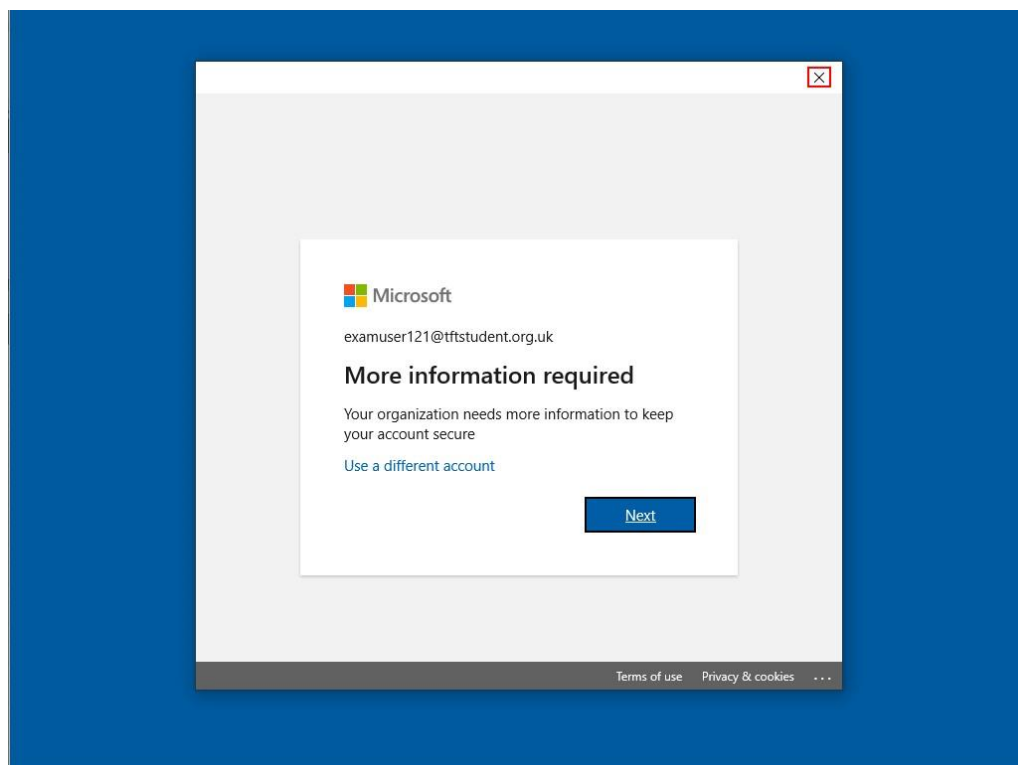 Microsoft
examuser121@tftstudent.org.uk
More information required
Your organization needs more information to keep
your account secure
Use a different account
Next
Terms of use Privacy & cookies ...